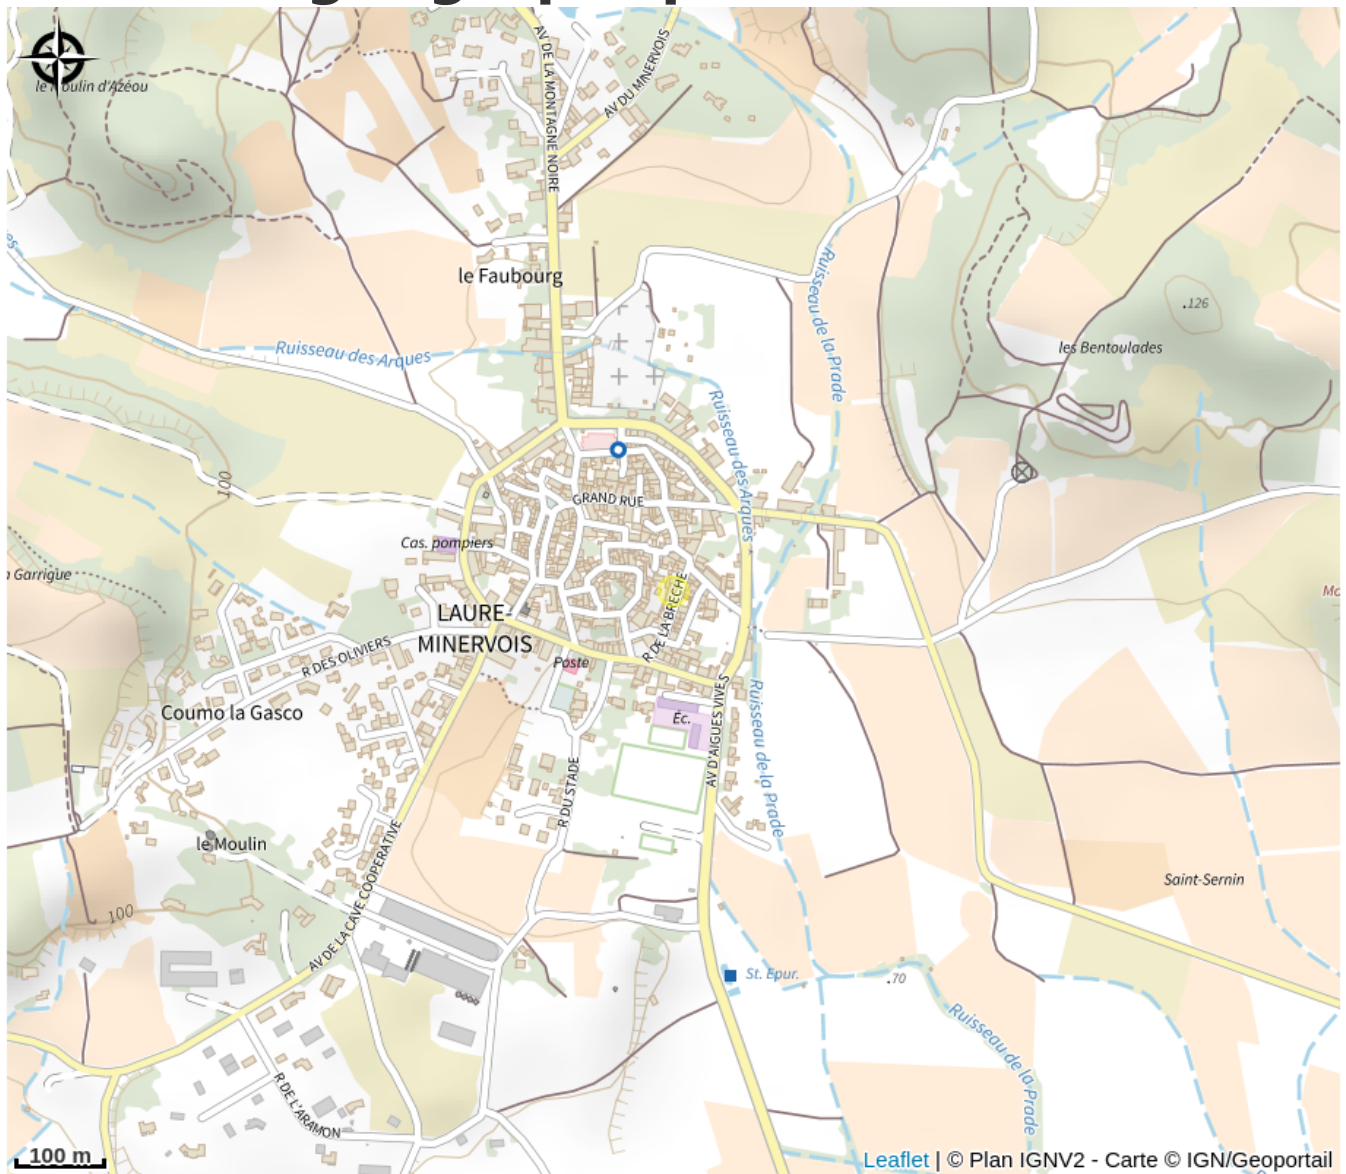 le Moulin d'Azéou
AV DE LA MONTAGNE NOIRE
AV DU MINERVOIS
le Faubourg
Ruisseau de la Prade
.126
les Bentoulades
Ruisseau des Arques
Ruisseau des Arques
100
GRAND RUE
Cas. pompiers
Garrigue
R DE LA BRECHE
LAURE-
MINERVOIS
R DES OLIVIERS
Poste
Coumo la Gasco
Éc.
AV D'AIGUES VIVES
Ruisseau de la Prade
R DU STADE
le Moulin
AV DE LA CAVE COOPERATIVE
Saint-Sernin
100
St. Epur.
.70
Ruisseau de la Prade
R DE L'ARAMON
100 m
Leaflet | © Plan IGNV2 - Carte © IGN/Geoportail